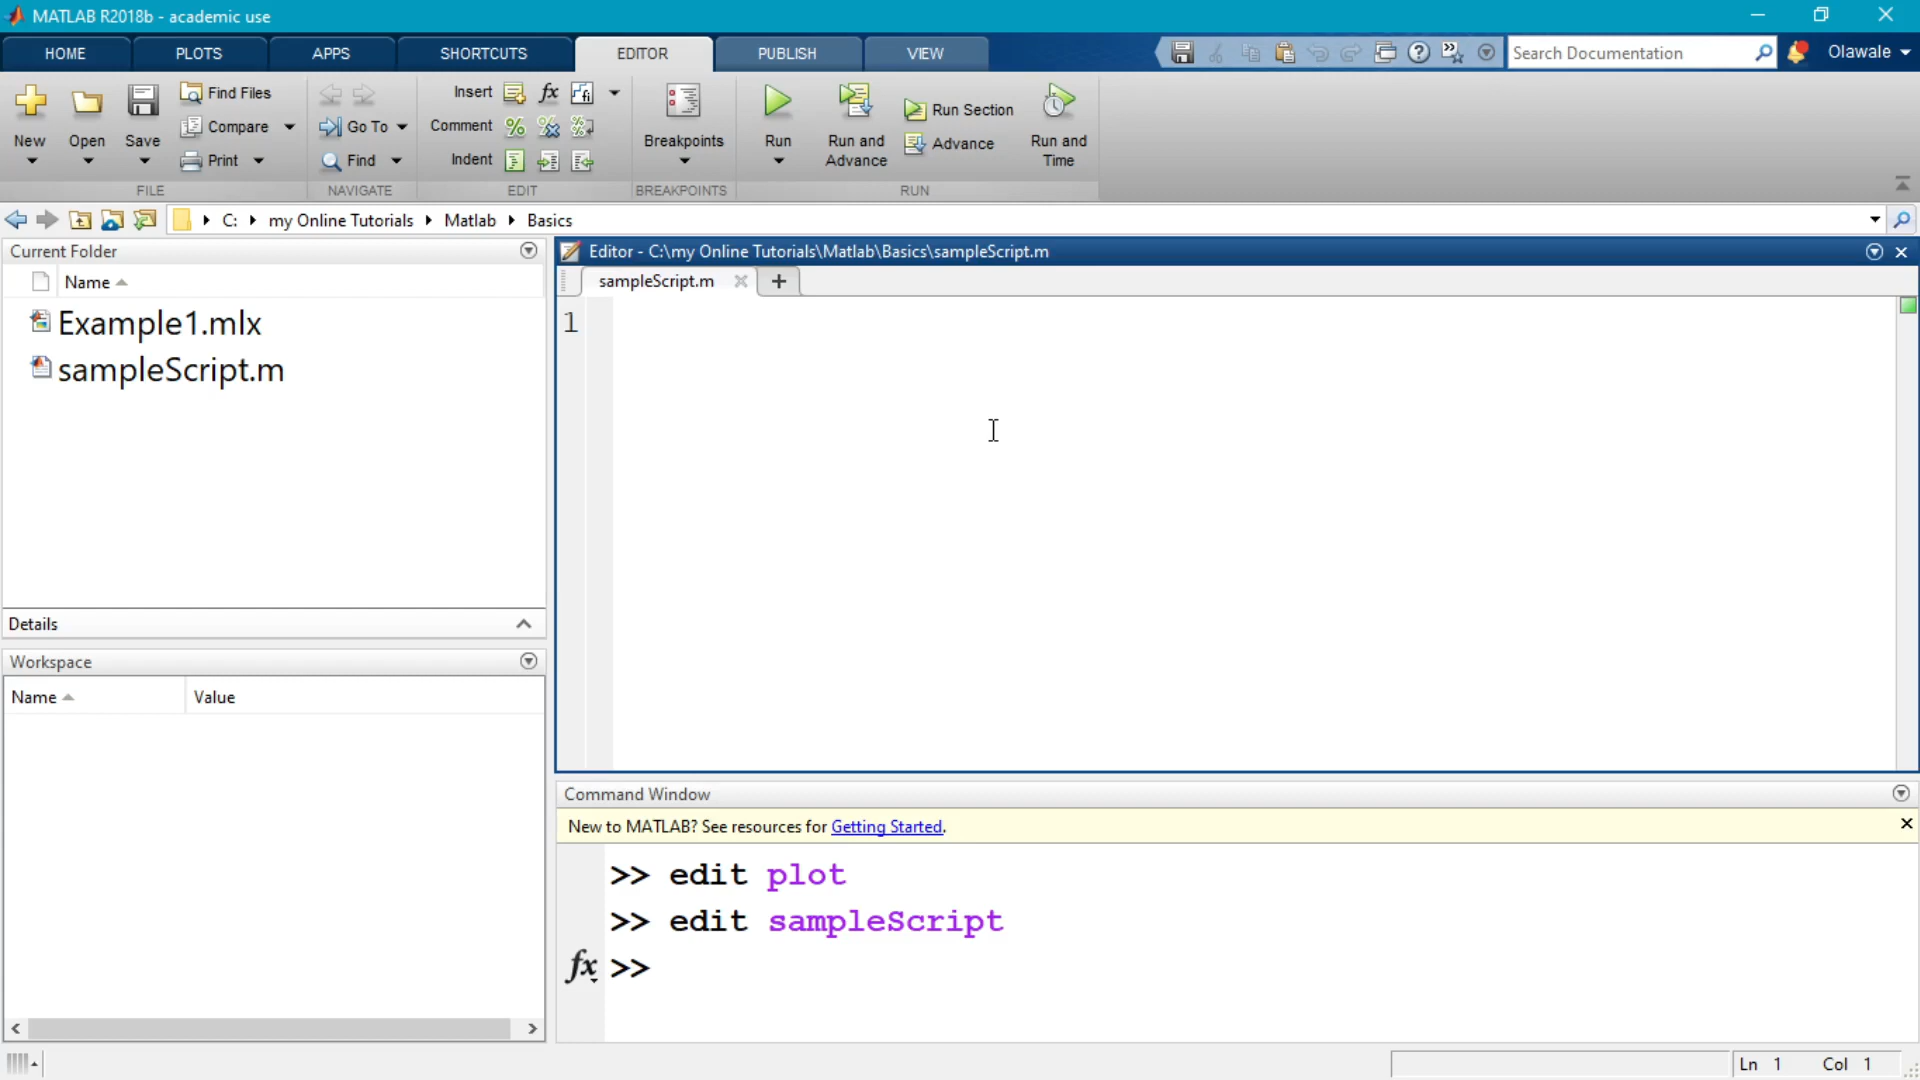 MATLAB R2018b - academic use
HOME PLOTS APPS SHORTCUTS EDITOR PUBLISH VIEW Search Documentation Olawale
New Open Save Find Files Compare Print
Go To Find
Insert fx fi
Comment % % %
Indent
Breakpoints
Run Run and Advance Run Section Advance Run and Time
FILE NAVIGATE EDIT BREAKPOINTS RUN
C: my Online Tutorials Matlab Basics
Current Folder
Name
Example1.mlx
sampleScript.m
Details
Workspace
Name Value
Editor - C:\my Online Tutorials\Matlab\Basics\sampleScript.m
sampleScript.m +
1
Command Window
New to MATLAB? See resources for Getting Started.
>> edit plot
>> edit sampleScript
fx >>
Ln 1 Col 1